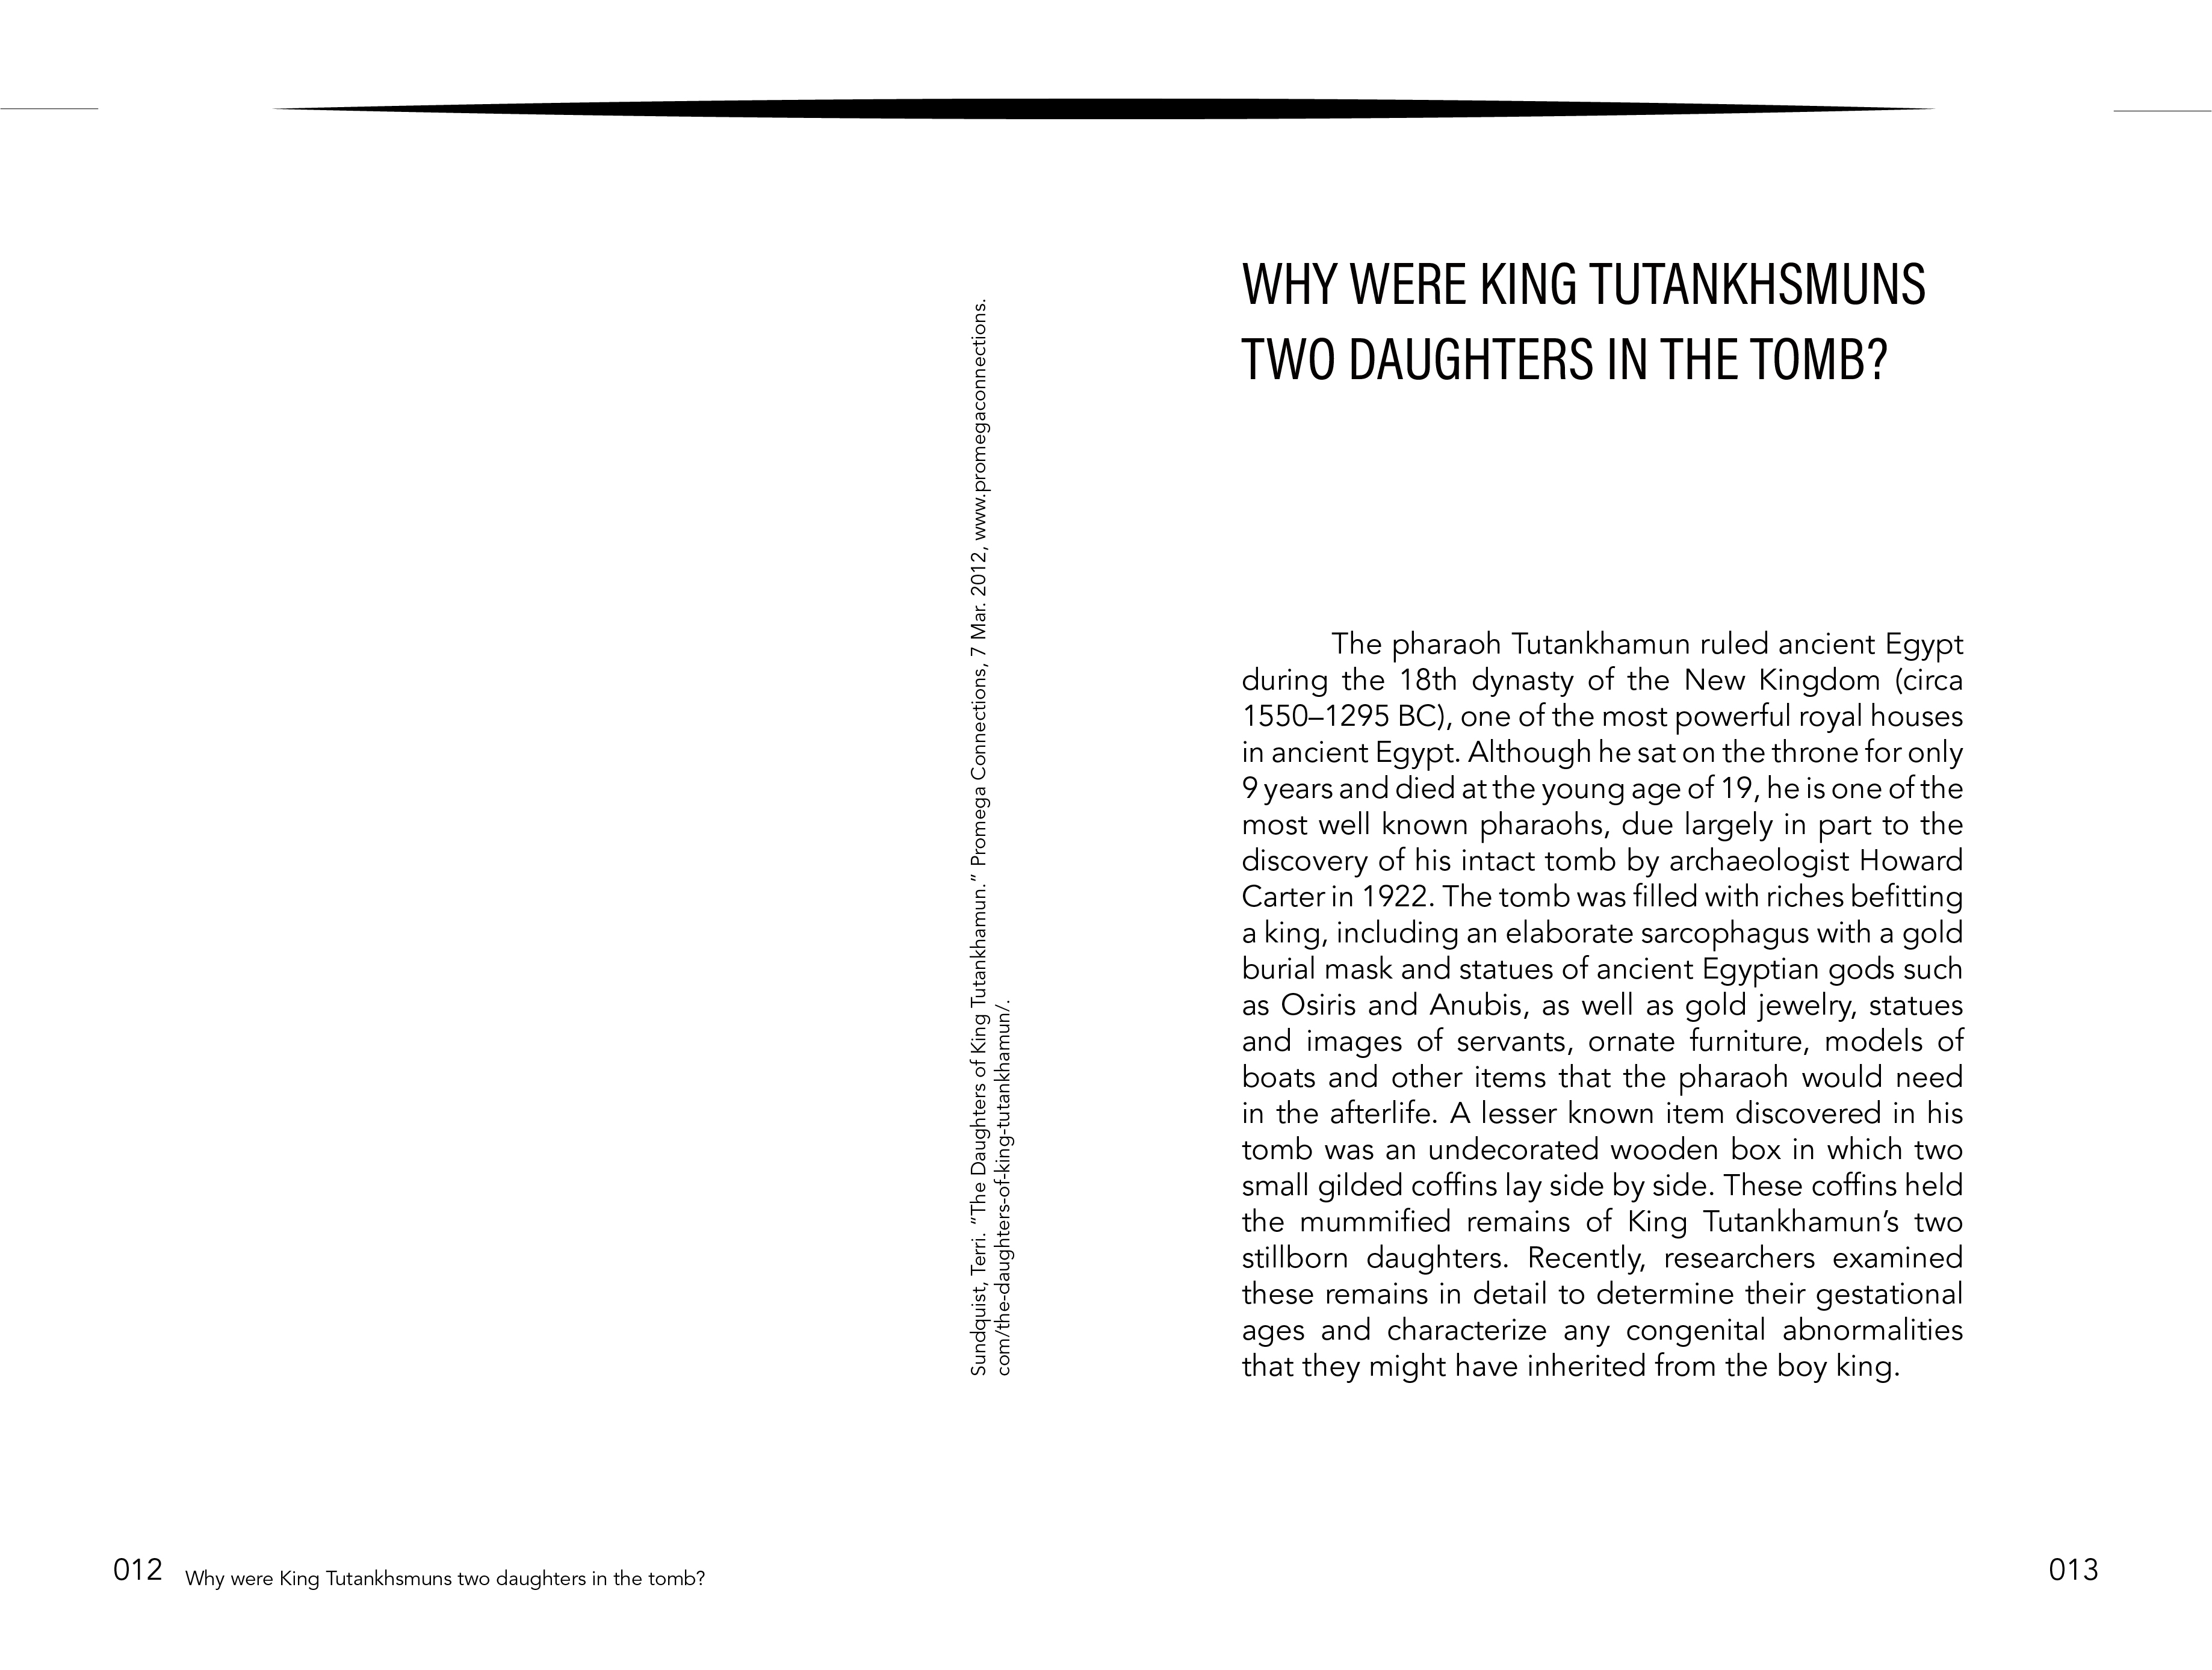 Sundquist, Terri. “The Daughters of King Tutankhamun.” Promega Connections, 7 Mar. 2012, www.promegaconnections.
com/the-daughters-of-king-tutankhamun/.
012 Why were King Tutankhsmuns two daughters in the tomb?
WHY WERE KING TUTANKHSMUNS
TWO DAUGHTERS IN THE TOMB?
The pharaoh Tutankhamun ruled ancient Egypt
during the 18th dynasty of the New Kingdom (circa
1550–1295 BC), one of the most powerful royal houses
in ancient Egypt. Although he sat on the throne for only
9 years and died at the young age of 19, he is one of the
most well known pharaohs, due largely in part to the
discovery of his intact tomb by archaeologist Howard
Carter in 1922. The tomb was filled with riches befitting
a king, including an elaborate sarcophagus with a gold
burial mask and statues of ancient Egyptian gods such
as Osiris and Anubis, as well as gold jewelry, statues
and images of servants, ornate furniture, models of
boats and other items that the pharaoh would need
in the afterlife. A lesser known item discovered in his
tomb was an undecorated wooden box in which two
small gilded coffins lay side by side. These coffins held
the mummified remains of King Tutankhamun’s two
stillborn daughters. Recently, researchers examined
these remains in detail to determine their gestational
ages and characterize any congenital abnormalities
that they might have inherited from the boy king.
013